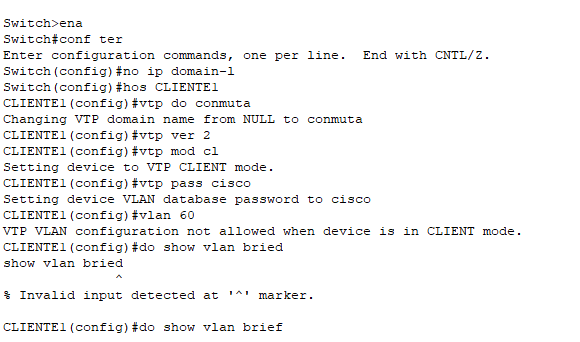 Switch>ena
Switch#conf ter
Enter configuration commands, one per line.  End with CNTL/Z.
Switch(config)#no ip domain-l
Switch(config)#hos CLIENTE1
CLIENTE1(config)#vtp do conmuta
Changing VTP domain name from NULL to conmuta
CLIENTE1(config)#vtp ver 2
CLIENTE1(config)#vtp mod cl
Setting device to VTP CLIENT mode.
CLIENTE1(config)#vtp pass cisco
Setting device VLAN database password to cisco
CLIENTE1(config)#vlan 60
VTP VLAN configuration not allowed when device is in CLIENT mode.
CLIENTE1(config)#do show vlan bried
show vlan bried
^
% Invalid input detected at '^' marker.
CLIENTE1(config)#do show vlan brief